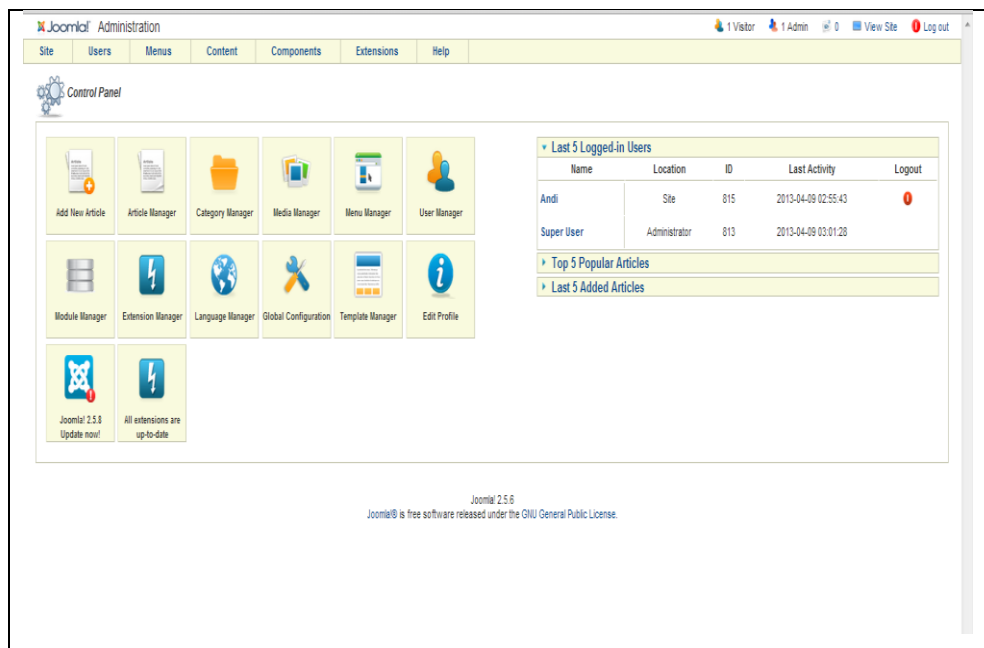 Joomla! Administration 1 Visitor 1 Admin 0 View Site Log out
Site Users Menus Content Components Extensions Help
Control Panel
Add New Article Article Manager Category Manager Media Manager Menu Manager User Manager
Module Manager Extension Manager Language Manager Global Configuration Template Manager Edit Profile
Joomla! 2.5.8 All extensions are
Update now! up-to-date
Last 5 Logged-in Users
Name Location ID Last Activity Logout
Andi Site 815 2013-04-09 02:55:43
Super User Administrator 813 2013-04-09 03:01:28
Top 5 Popular Articles
Last 5 Added Articles
Joomla! 2.5.6
Joomla!® is free software released under the GNU General Public License.